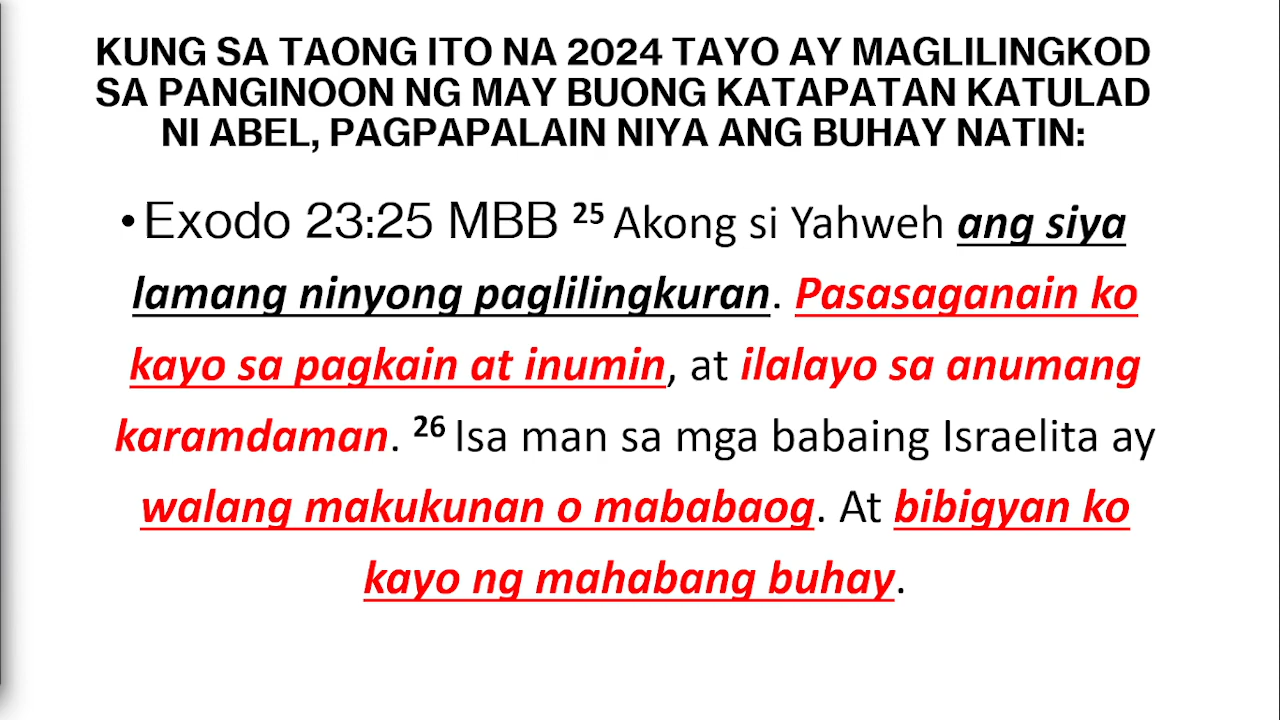 KUNG SA TAONG ITO NA 2024 TAYO AY MAGLILINGKOD
SA PANGINOON NG MAY BUONG KATAPATAN KATULAD
NI ABEL, PAGPAPALAIN NIYA ANG BUHAY NATIN:
•Exodo 23:25 MBB 25 Akong si Yahweh ang siya
lamang ninyong paglilingkuran. Pasasaganain ko
kayo sa pagkain at inumin, at ilalayo sa anumang
karamdaman. 26 Isa man sa mga babaing Israelita ay
walang makukunan o mababaog. At bibigyan ko
kayo ng mahabang buhay.